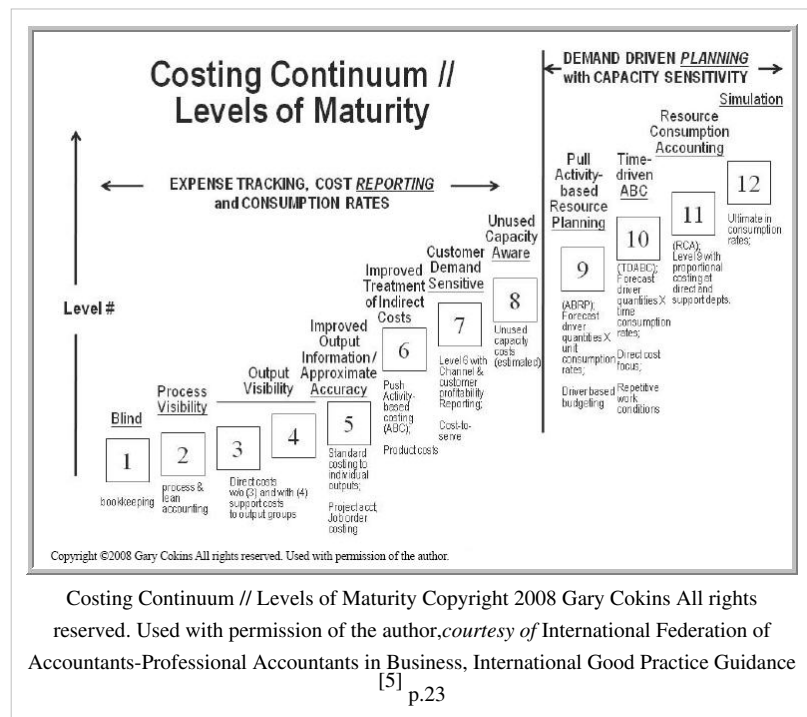 Costing Continuum //
Levels of Maturity
DEMAND DRIVEN PLANNING
with CAPACITY SENSITIVITY
EXPENSE TRACKING, COST REPORTING
and CONSUMPTION RATES
Level #
Blind
1
bookkeeping
Process
Visibility
2
process &
lean
accounting
Output
Visibility
3
4
Direct costs
w/o (3) and with (4)
support costs
to output groups
Improved
Output
Information/
Approximate
Accuracy
5
Standard
costing to
individual
outputs;
Project acct,
Job order
costing
Improved
Treatment
of Indirect
Costs
6
Push
Activity-
based
costing
(ABC);
Product costs
Customer
Demand
Sensitive
7
Level 6 with
Channel &
customer
profitability
Reporting;
Cost-to-
serve
Unused
Capacity
Aware
8
Unused
capacity
costs
(estimated)
Pull
Activity-
based
Resource
Planning
9
(ABRP);
Forecast
driver
quantities X
unit
consumption
rates;
Driver based
budgeting
Time-
driven
ABC
10
(TDABC);
Forecast
driver
quantifies X
time
consumption
rates;
Direct cost
focus;
Repetitive
work
conditions
Resource
Consumption
Accounting
11
(RCA);
Level 9 with
proportional
costing at
direct and
support depts.
Simulation
12
Ultimate in
consumption
rates;
Copyright ©2008 Gary Cokins All rights reserved. Used with permission of the author.
Costing Continuum // Levels of Maturity Copyright 2008 Gary Cokins All rights
reserved. Used with permission of the author,courtesy of International Federation of
Accountants-Professional Accountants in Business, International Good Practice Guidance
[5] p.23